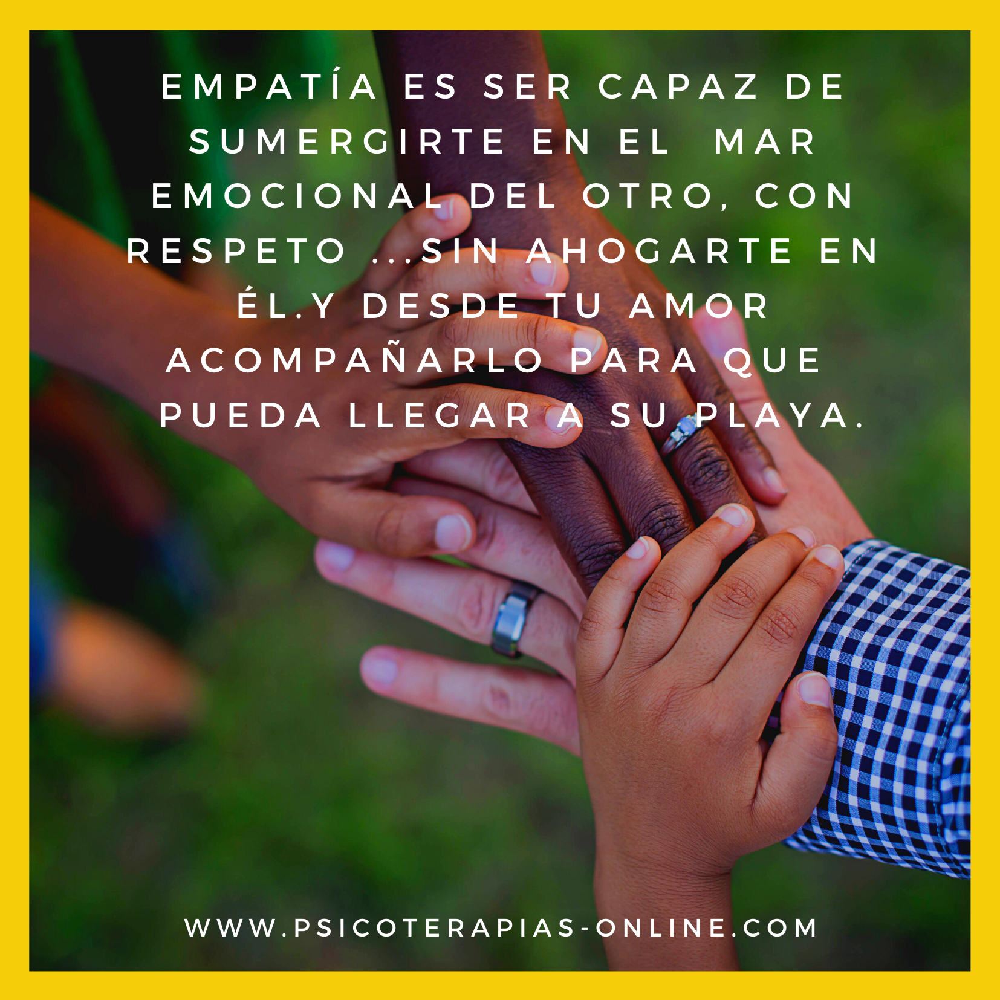 EMPATÍA ES SER CAPAZ DE
SUMERGIRTE EN EL MAR
EMOCIONAL DEL OTRO, CON
RESPETO ...SIN AHOGARTE EN
ÉL.Y DESDE TU AMOR
ACOMPAÑARLO PARA QUE
PUEDA LLEGAR A SU PLAYA.
WWW.PSICOTERAPIAS-ONLINE.COM